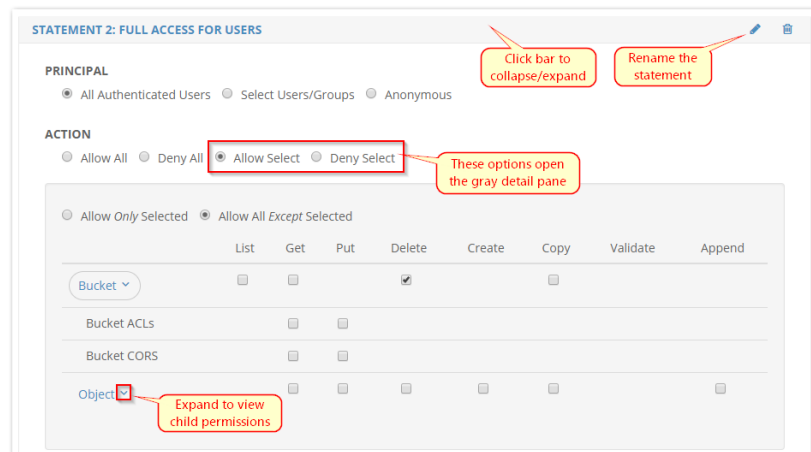 STATEMENT 2: FULL ACCESS FOR USERS
Click bar to
collapse/expand
Rename the
statement
PRINCIPAL
All Authenticated Users Select Users/Groups Anonymous
ACTION
Allow All Deny All Allow Select Deny Select
These options open
the gray detail pane
Allow Only Selected Allow All Except Selected
List Get Put Delete Create Copy Validate Append
Bucket
Bucket ACLs
Bucket CORS
Object
Expand to view
child permissions